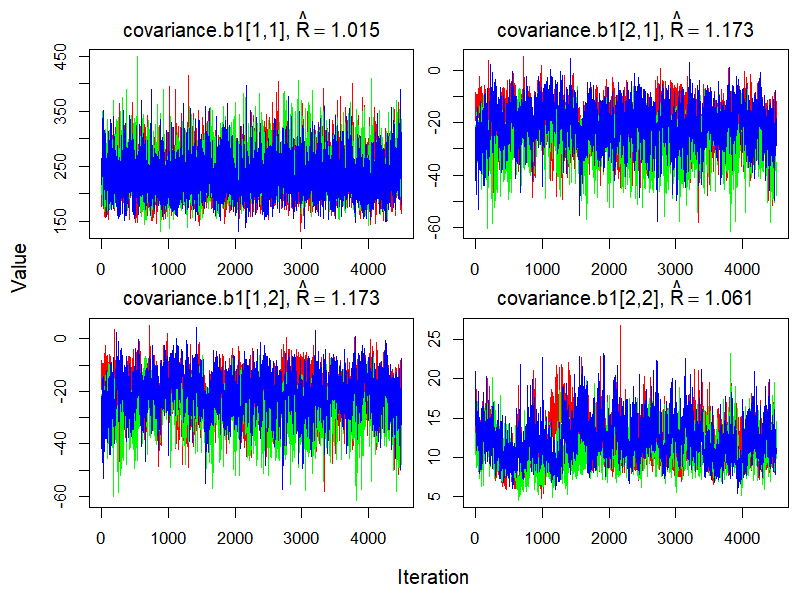 covariance.b1[1,1], R̂ = 1.015
covariance.b1[2,1], R̂ = 1.173
450
350
250
150
0
-20
-40
-60
0 1000 2000 3000 4000
0 1000 2000 3000 4000
Value
covariance.b1[1,2], R̂ = 1.173
covariance.b1[2,2], R̂ = 1.061
0
-20
-40
-60
25
20
15
10
5
0 1000 2000 3000 4000
0 1000 2000 3000 4000
Iteration